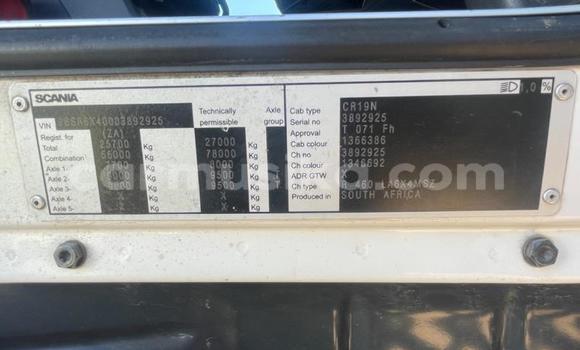 SCANIA
1,0 %
VIN
Technically permissible
Axle group
Regist. for (ZA)
Total 25700 Kg 27000 Kg
Combination 56000 Kg 78000 Kg
Axle 1- Kg Kg
Axle 2- Kg 9500 Kg
Axle 3- Kg 9500 Kg
Axle 4- Kg Kg
Axle 5- Kg Kg
Cab type CR19N
Serial no 3892925
Approval T 071 Fh
Cab colour 1366386
Ch no 3892925
Ch colour
ADR GTW
Ch type LA6X4MSZ
Produced in SOUTH AFRICA